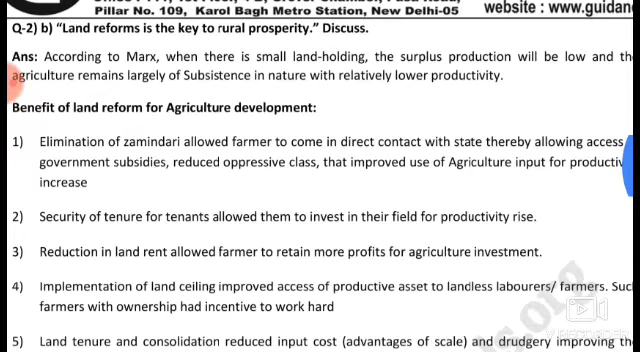 Pillar No. 109, Karol Bagh Metro Station, New Delhi-05
website : www.guidan
Q-2) b) “Land reforms is the key to rural prosperity.” Discuss.
Ans: According to Marx, when there is small land-holding, the surplus production will be low and th
agriculture remains largely of Subsistence in nature with relatively lower productivity.
Benefit of land reform for Agriculture development:
1) Elimination of zamindari allowed farmer to come in direct contact with state thereby allowing access
government subsidies, reduced oppressive class, that improved use of Agriculture input for productiv
increase
2) Security of tenure for tenants allowed them to invest in their field for productivity rise.
3) Reduction in land rent allowed farmer to retain more profits for agriculture investment.
4) Implementation of land ceiling improved access of productive asset to landless labourers/ farmers. Suc
farmers with ownership had incentive to work hard
5) Land tenure and consolidation reduced input cost (advantages of scale) and drudgery improving th